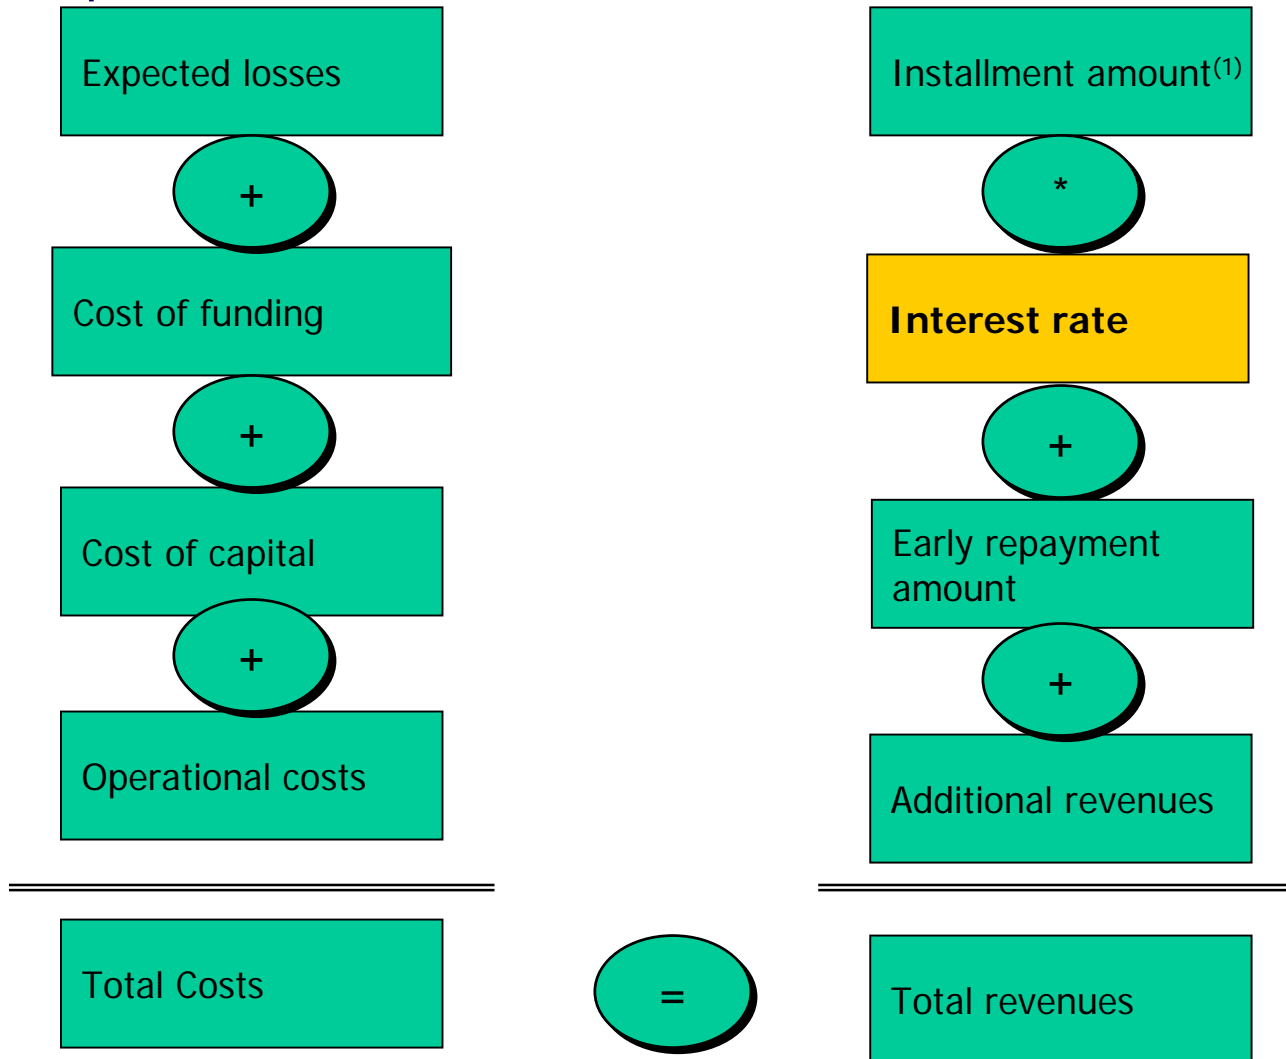 Expected losses
+
Cost of funding
+
Cost of capital
+
Operational costs
Total Costs
=
Installment amount(1)
*
Interest rate
+
Early repayment
amount
+
Additional revenues
Total revenues